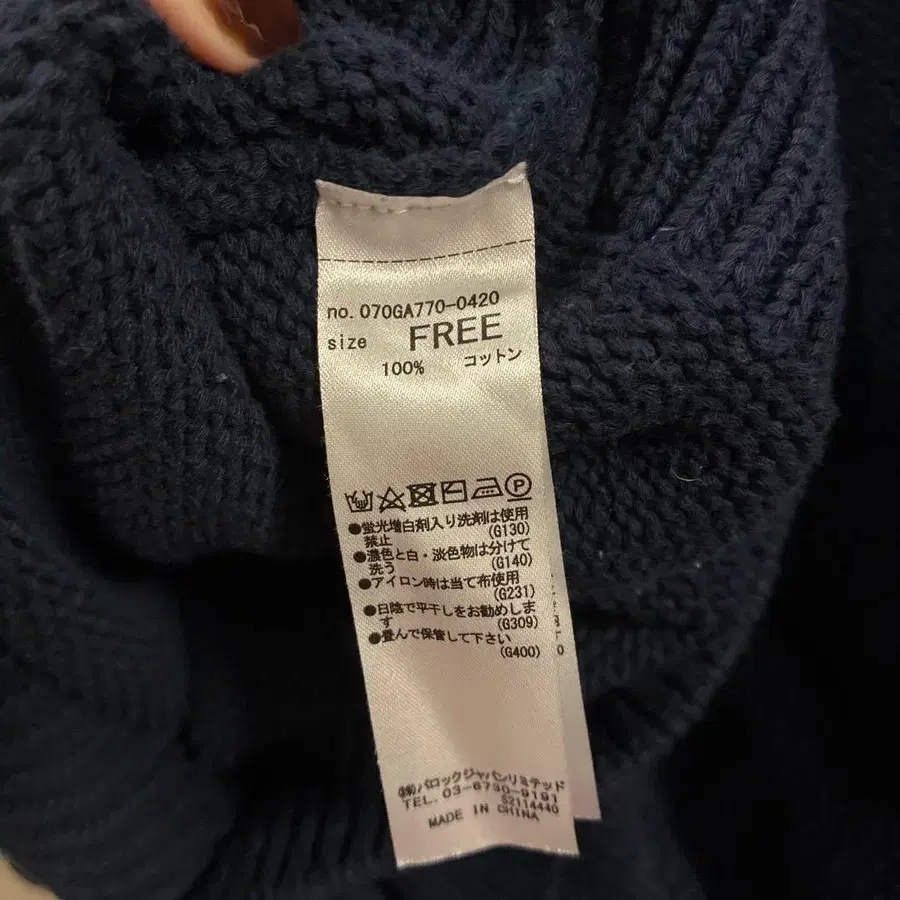 no. 070GA770-0420
size FREE
100% コットン
●蛍光増白剤入り洗剤は使用
禁止 (G130)
●濃色と白・淡色物は分けて
洗う (G140)
●アイロン時は当て布使用
(G231)
●日陰で平干しをお勧めしま
す (G309)
●畳んで保管して下さい
(G400)
㈱バロックジャパンリミテッド
TEL. 03-6730-9191
52114440
MADE IN CHINA